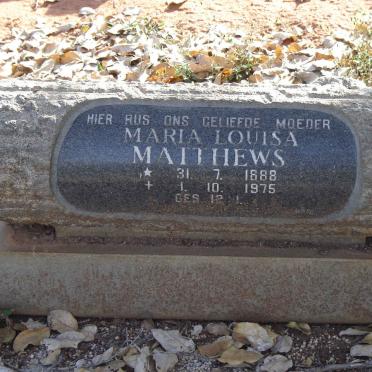 HIER RUS ONS GELIEFDE MOEDER
MARIA LOUISA
MATTHEWS
★ 31. 7. 1888
+ 1. 10. 1975
GES 12. 1.